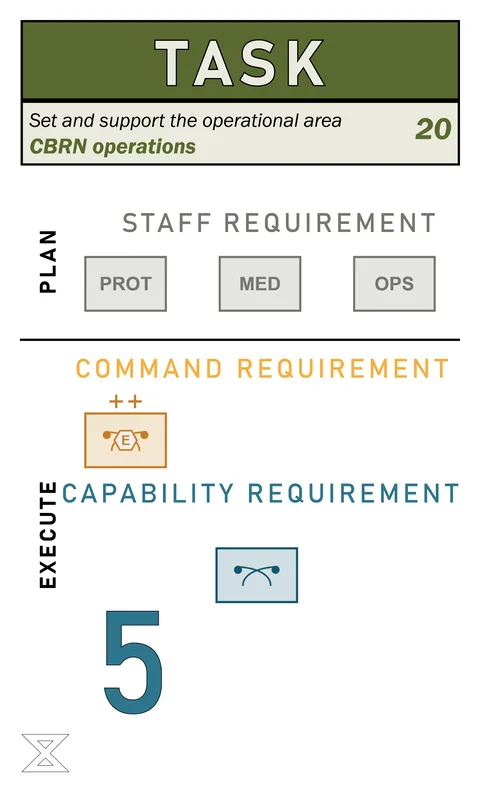 TASK
Set and support the operational area
CBRN operations
20
PLAN
STAFF REQUIREMENT
PROT MED OPS
EXECUTE
COMMAND REQUIREMENT
++
E
CAPABILITY REQUIREMENT
5